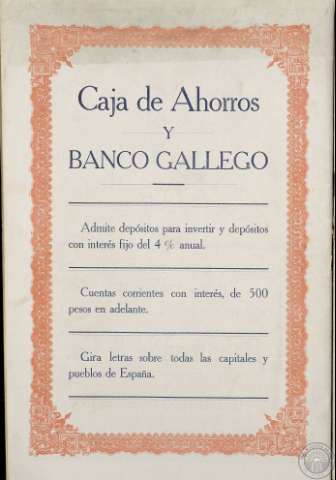 Caja de Ahorros
Y
BANCO GALLEGO
Admite depósitos para invertir y depósitos
con interés fijo del 4 % anual.
Cuentas corrientes con interés, de 500
pesos en adelante.
Gira letras sobre todas las capitales y
pueblos de España.